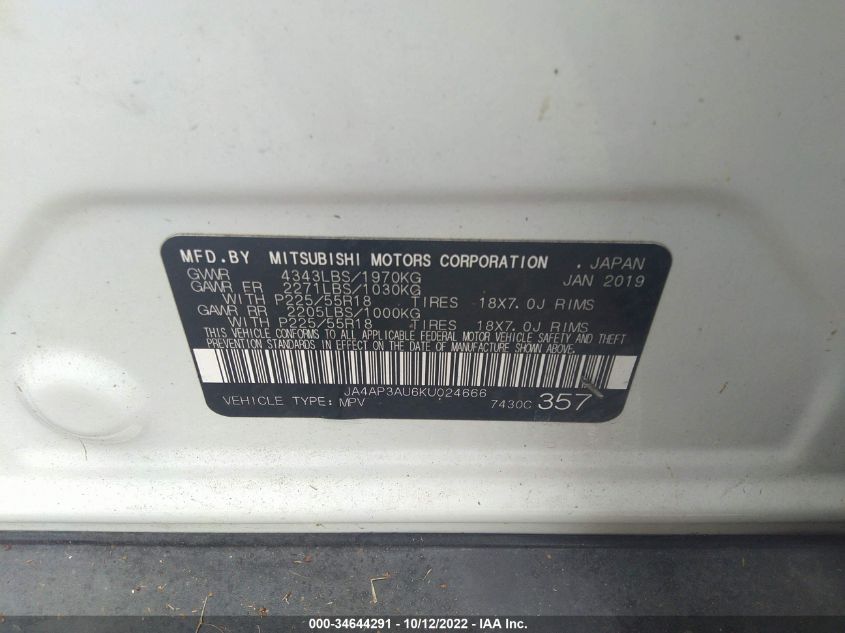 MFD.BY MITSUBISHI MOTORS CORPORATION . JAPAN
GVWR 4343LBS/1970KG JAN 2019
GAWR FR 2271LBS/1030KG
WITH P225/55R18 TIRES 18X7.0J RIMS
GAWR RR 2205LBS/1000KG
WITH P225/55R18 TIRES 18X7.0J RIMS
THIS VEHICLE CONFORMS TO ALL APPLICABLE FEDERAL MOTOR VEHICLE SAFETY AND THEFT
PREVENTION STANDARDS IN EFFECT ON THE DATE OF MANUFACTURE SHOWN ABOVE.
JA4AP3AU6KU024666
VEHICLE TYPE: MPV 7430C 357
000-34644291 - 10/12/2022 - IAA Inc.